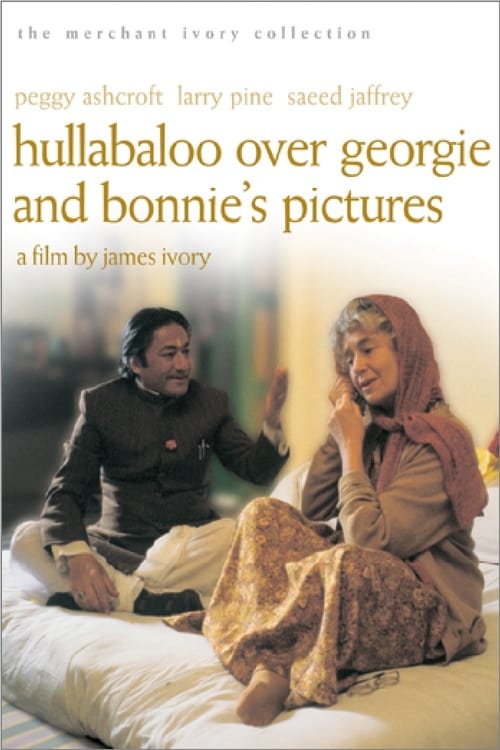 the merchant ivory collection
peggy ashcroft larry pine saeed jaffrey
hullabaloo over georgie
and bonnie's pictures
a film by james ivory